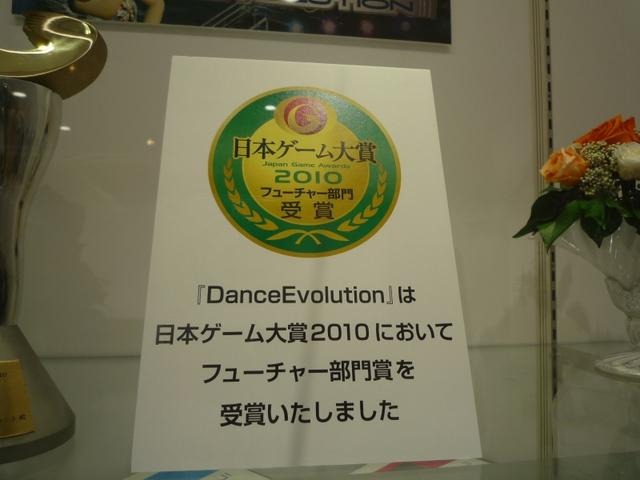 OLUTION
日本ゲーム大賞
Japan Game Awards
2010
フューチャー部門
受賞
『DanceEvolution』は
日本ゲーム大賞2010において
フューチャー部門賞を
受賞いたしました